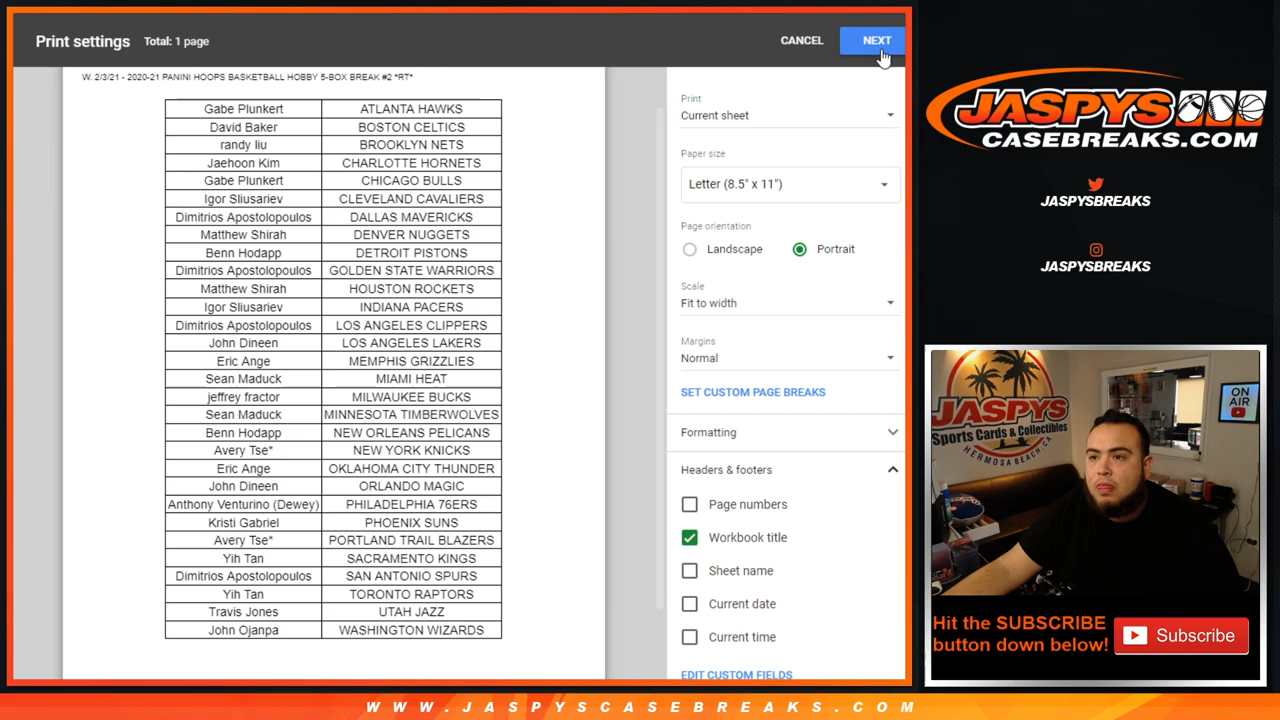 Print settings Total: 1 page CANCEL NEXT
W. 2/3/21 - 2020-21 PANINI HOOPS BASKETBALL HOBBY 5-BOX BREAK #2 *RT*
Gabe Plunkert ATLANTA HAWKS
David Baker BOSTON CELTICS
randy liu BROOKLYN NETS
Jaehoon Kim CHARLOTTE HORNETS
Gabe Plunkert CHICAGO BULLS
Igor Sliusariev CLEVELAND CAVALIERS
Dimitrios Apostolopoulos DALLAS MAVERICKS
Matthew Shirah DENVER NUGGETS
Benn Hodapp DETROIT PISTONS
Dimitrios Apostolopoulos GOLDEN STATE WARRIORS
Matthew Shirah HOUSTON ROCKETS
Igor Sliusariev INDIANA PACERS
Dimitrios Apostolopoulos LOS ANGELES CLIPPERS
John Dineen LOS ANGELES LAKERS
Eric Ange MEMPHIS GRIZZLIES
Sean Maduck MIAMI HEAT
jeffrey fractor MILWAUKEE BUCKS
Sean Maduck MINNESOTA TIMBERWOLVES
Benn Hodapp NEW ORLEANS PELICANS
Avery Tse* NEW YORK KNICKS
Eric Ange OKLAHOMA CITY THUNDER
John Dineen ORLANDO MAGIC
Anthony Venturino (Dewey) PHILADELPHIA 76ERS
Kristi Gabriel PHOENIX SUNS
Avery Tse* PORTLAND TRAIL BLAZERS
Yih Tan SACRAMENTO KINGS
Dimitrios Apostolopoulos SAN ANTONIO SPURS
Yih Tan TORONTO RAPTORS
Travis Jones UTAH JAZZ
John Ojanpa WASHINGTON WIZARDS
Print
Current sheet
Paper size
Letter (8.5" x 11")
Page orientation
Landscape Portrait
Scale
Fit to width
Margins
Normal
SET CUSTOM PAGE BREAKS
Formatting
Headers & footers
Page numbers
Workbook title
Sheet name
Current date
Current time
EDIT CUSTOM FIELDS
JASPYS
CASEBREAKS.COM
JASPYSBREAKS
JASPYSBREAKS
JASPYS
Sports Cards & Collectibles
HERMOSA BEACH, CA
ON
AIR
Hit the SUBSCRIBE
button down below!
Subscribe
WWW.JASPYSCASEBREAKS.COM